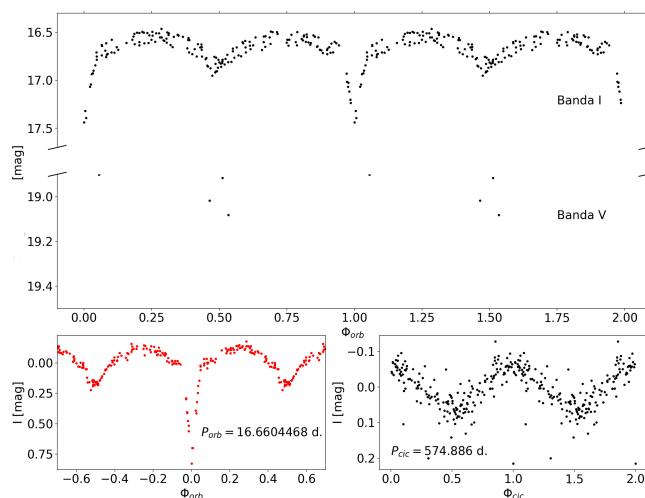 16.5
17.0
17.5
19.0
19.2
19.4
[mag]
Banda I
Banda V
0.00 0.25 0.50 0.75 1.00 1.25 1.50 1.75 2.00
Φorb
0.00
0.25
0.50
0.75
I [mag]
Porb = 16.6604468 d.
−0.6 −0.4 −0.2 0.0 0.2 0.4 0.6
Φorb
−0.1
0.0
0.1
0.2
I [mag]
Pcic = 574.886 d.
0.0 0.5 1.0 1.5 2.0
Φcic